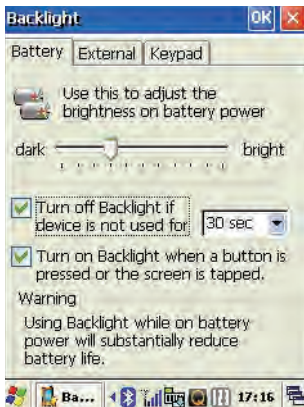 Backlight OK
Battery External Keypad
Use this to adjust the
brightness on battery power
dark bright
Turn off Backlight if
device is not used for 30 sec
Turn on Backlight when a button is
pressed or the screen is tapped.
Warning
Using Backlight while on battery
power will substantially reduce
battery life.
Ba... 17:16